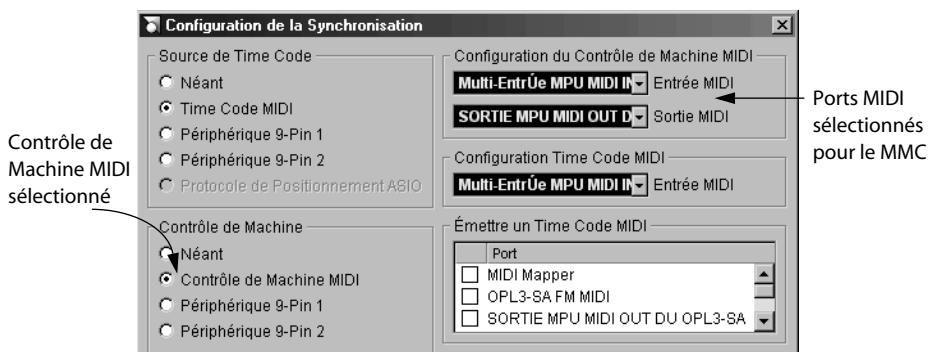 Configuration de la Synchronisation
Source de Time Code
Néant
Time Code MIDI
Périphérique 9-Pin 1
Périphérique 9-Pin 2
Protocole de Positionnement ASIO
Contrôle de Machine
Néant
Contrôle de Machine MIDI
Périphérique 9-Pin 1
Périphérique 9-Pin 2
Configuration du Contrôle de Machine MIDI
Multi-EntrÚe MPU MIDI IN Entrée MIDI
SORTIE MPU MIDI OUT D Sortie MIDI
Configuration Time Code MIDI
Multi-EntrÚe MPU MIDI IN Entrée MIDI
Émettre un Time Code MIDI
Port
MIDI Mapper
OPL3-SA FM MIDI
SORTIE MPU MIDI OUT DU OPL3-SA
Contrôle de
Machine MIDI
sélectionné
Ports MIDI
sélectionnés
pour le MMC